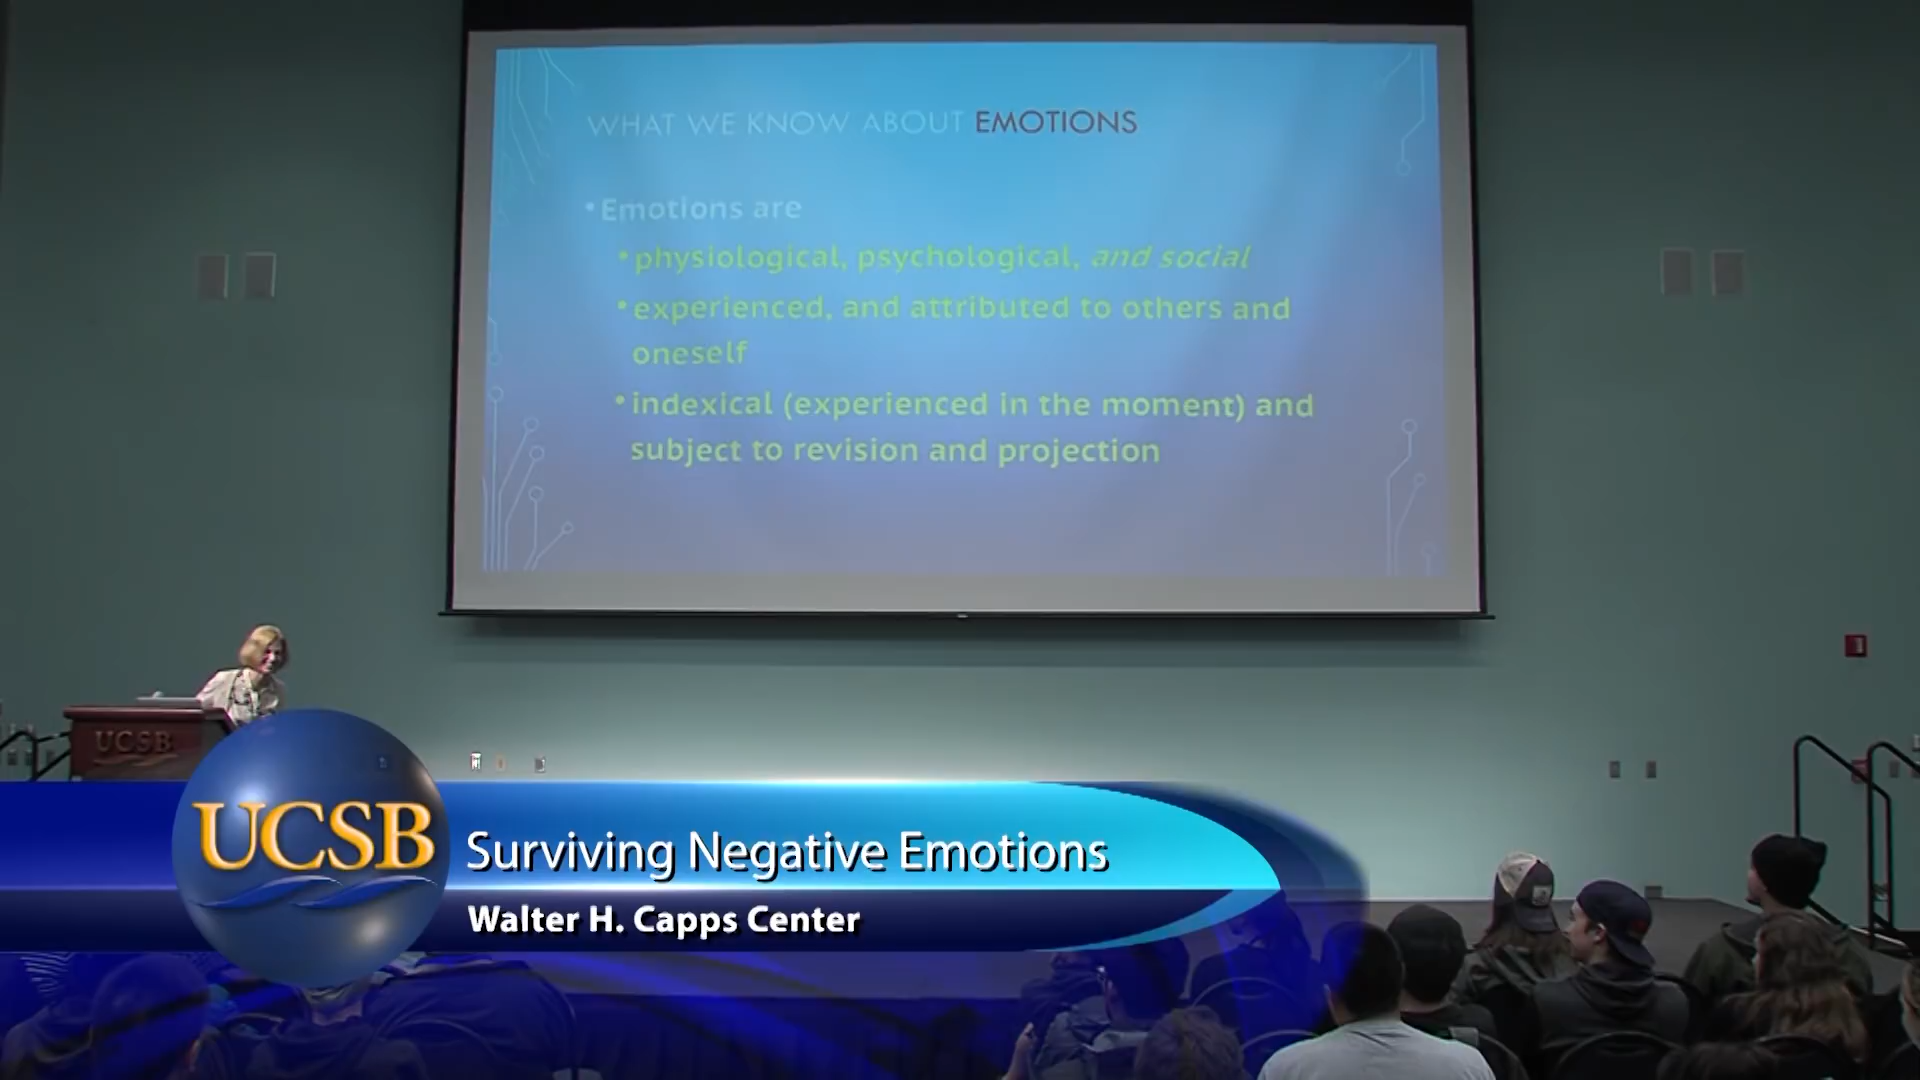 WHAT WE KNOW ABOUT EMOTIONS
• Emotions are
• physiological, psychological, and social
• experienced, and attributed to others and
oneself
• indexical (experienced in the moment) and
subject to revision and projection
UCSB
UCSB
Surviving Negative Emotions
Walter H. Capps Center